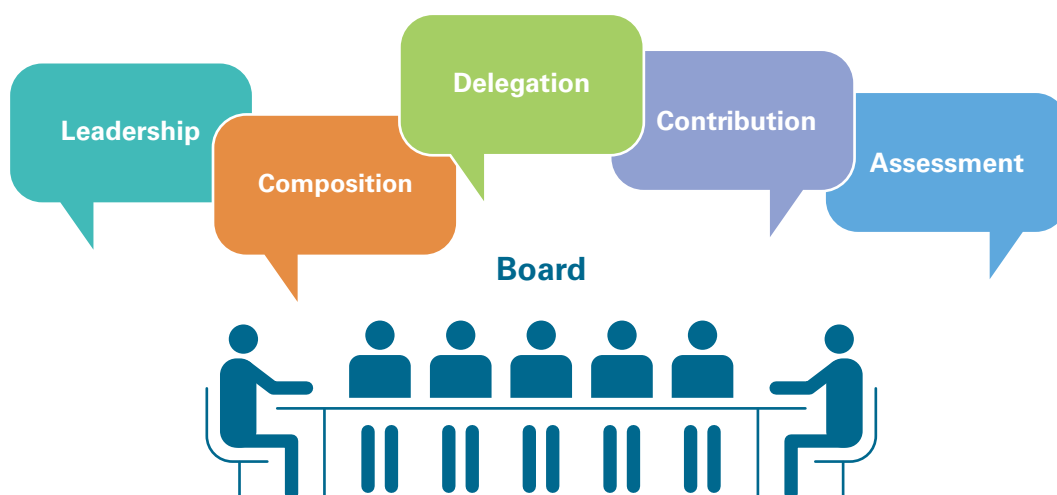 Leadership
Composition
Delegation
Contribution
Assessment
Board